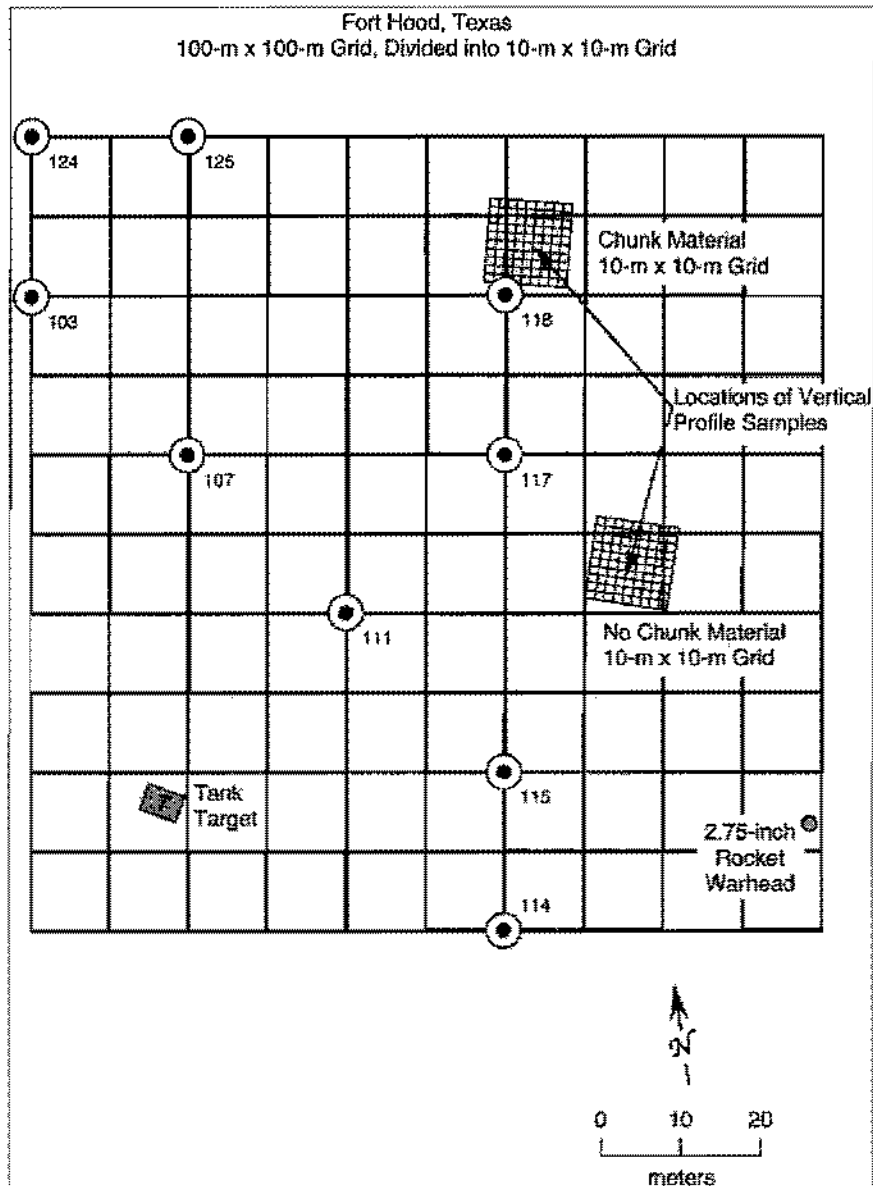 Fort Hood, Texas
100-m x 100-m Grid, Divided into 10-m x 10-m Grid
124
125
Chunk Material
10-m x 10-m Grid
103
118
Locations of Vertical
Profile Samples
107
117
111
No Chunk Material
10-m x 10-m Grid
T
Tank
Target
115
2.75-inch
Rocket
Warhead
114
N
0 10 20
meters